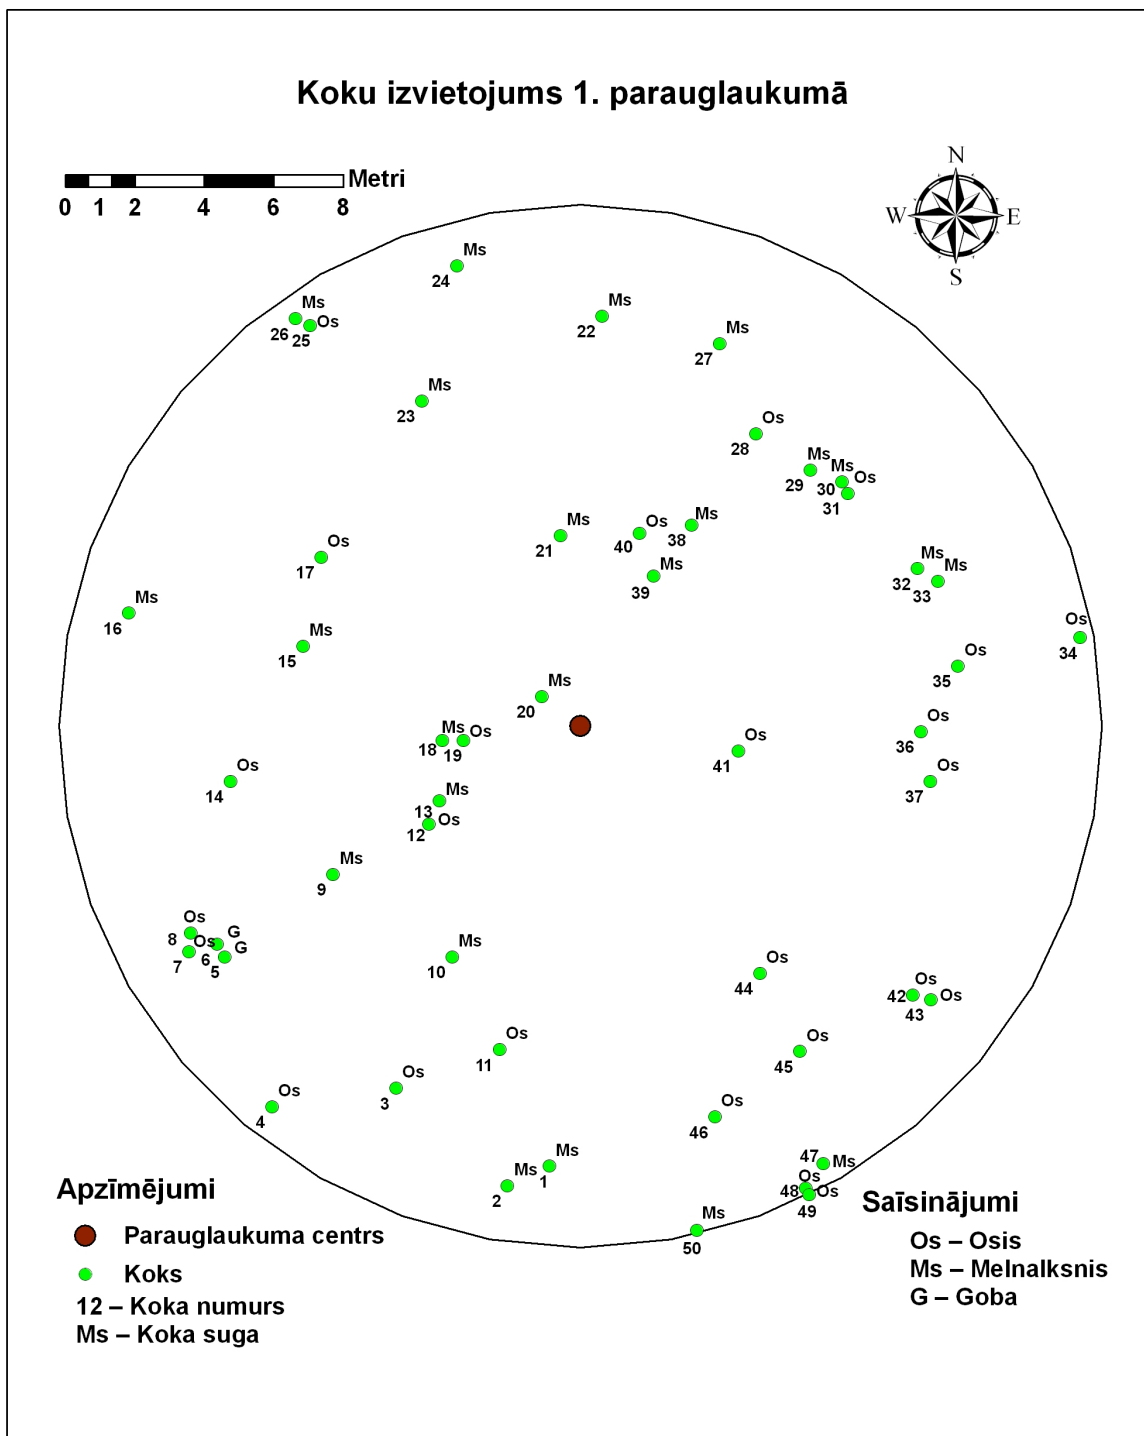 Koku izvietojums 1. parauglaukumā
Metri
0 1 2 4 6 8
N
W E
S
Ms
24
Ms
26
Os
25
Ms
22
Ms
27
Ms
23
Os
28
Ms
29
Ms
30
Os
31
Ms
21
Os
40
Ms
38
Ms
39
Os
17
Ms
32
Ms
33
Ms
16
Os
34
Ms
15
Os
35
Ms
20
Ms
18
Os
19
Os
36
Os
41
Os
14
Os
37
Ms
13
Os
12
Ms
9
Os
8
Os
7
G
6
G
5
Ms
10
Os
44
Os
42
Os
43
Os
11
Os
45
Os
3
Os
4
Os
46
Ms
1
Ms
2
47 Ms
Os
48
Os
49
Ms
50
Apzīmējumi
Parauglaukuma centrs
Koks
12 – Koka numurs
Ms – Koka suga
Saīsinājumi
Os – Osis
Ms – Melnalksnis
G – Goba